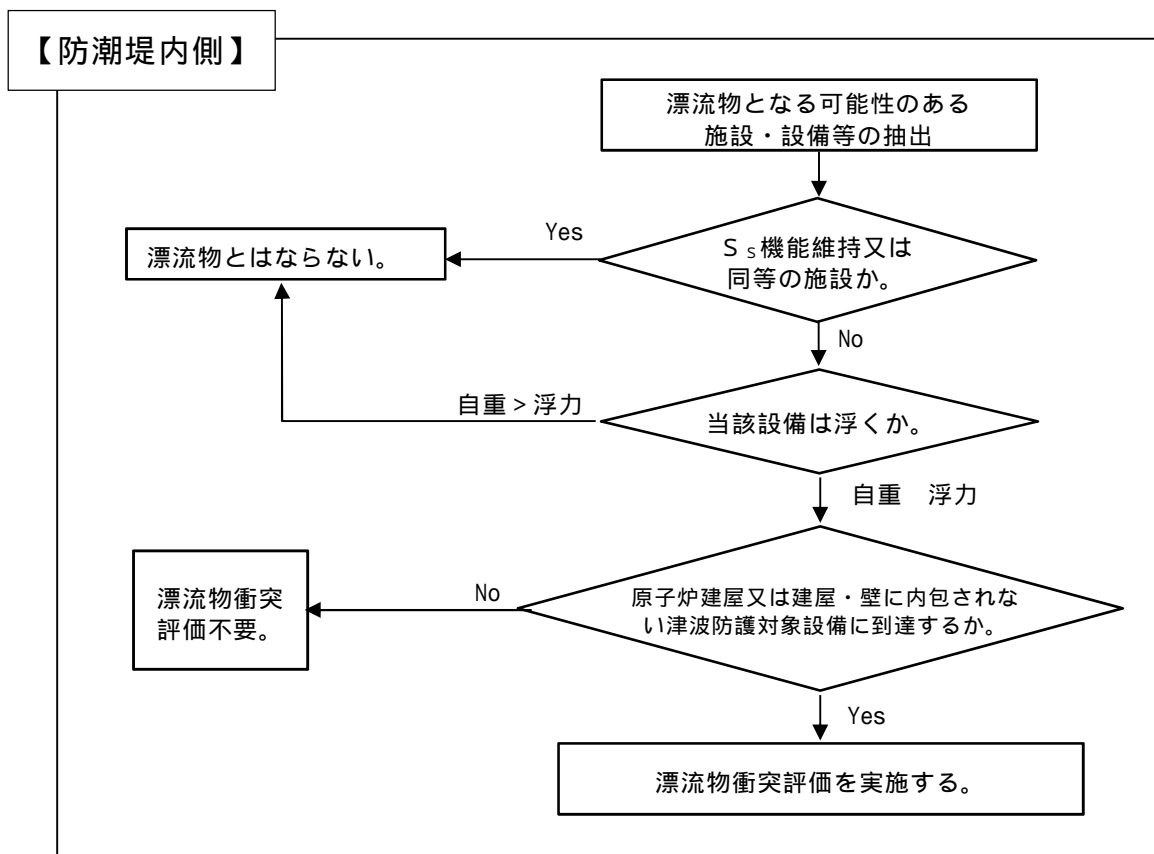 【防潮堤内側】
漂流物となる可能性のある
施設・設備等の抽出
Yes
漂流物とはならない。
Ｓｓ機能維持又は
同等の施設か。
No
自重＞浮力
当該設備は浮くか。
自重　浮力
No
漂流物衝突
評価不要。
原子炉建屋又は建屋・壁に内包されな
い津波防護対象設備に到達するか。
Yes
漂流物衝突評価を実施する。